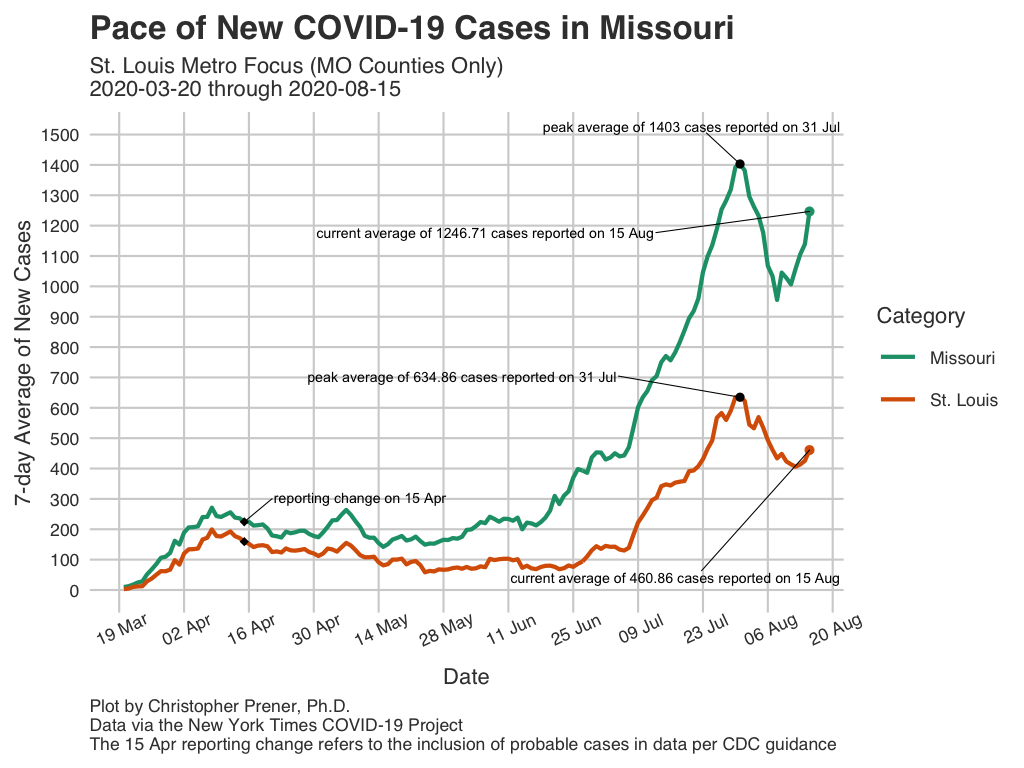 Pace of New COVID-19 Cases in Missouri
St. Louis Metro Focus (MO Counties Only)
2020-03-20 through 2020-08-15
7-day Average of New Cases
1500
1400
1300
1200
1100
1000
900
800
700
600
500
400
300
200
100
0
peak average of 1403 cases reported on 31 Jul
current average of 1246.71 cases reported on 15 Aug
peak average of 634.86 cases reported on 31 Jul
reporting change on 15 Apr
current average of 460.86 cases reported on 15 Aug
Category
Missouri
St. Louis
19 Mar
02 Apr
16 Apr
30 Apr
14 May
28 May
11 Jun
25 Jun
09 Jul
23 Jul
06 Aug
20 Aug
Date
Plot by Christopher Prener, Ph.D.
Data via the New York Times COVID-19 Project
The 15 Apr reporting change refers to the inclusion of probable cases in data per CDC guidance